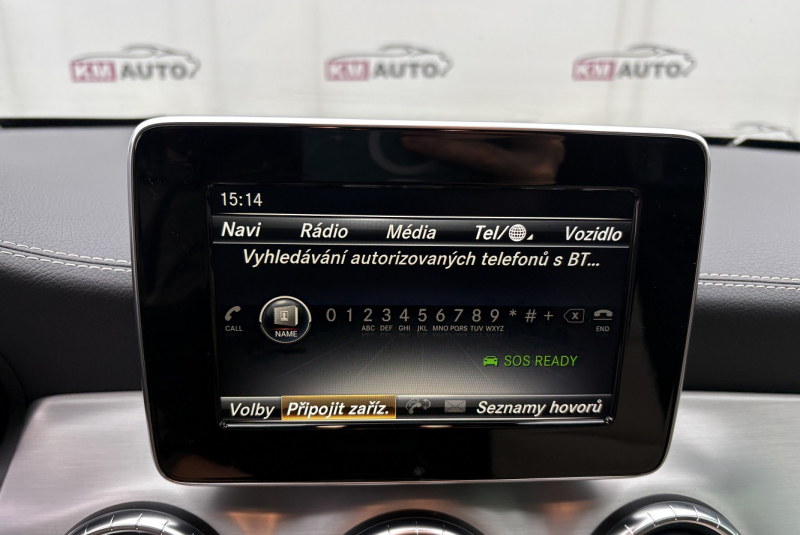 KM AUTO KM AUTO KM AUTO
15:14
Navi Rádio Média Tel/ Vozidlo
Vyhledávání autorizovaných telefonů s BT...
0 1 2 3 4 5 6 7 8 9 * # +
CALL NAME ABC DEF GHI JKL MNO PQRS TUV WXYZ END
SOS READY
Volby Připojit zaříz. Seznamy hovorů